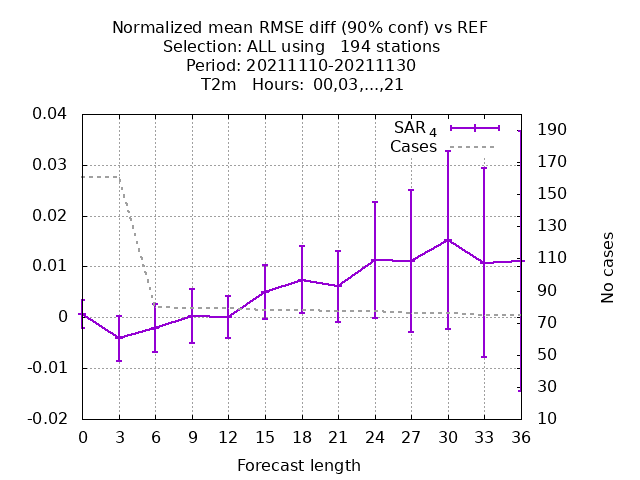 Normalized mean RMSE diff (90% conf) vs REF
Selection: ALL using   194 stations
Period: 20211110-20211130
T2m   Hours:  00,03,...,21
SAR 4
Cases
0.04
0.03
0.02
0.01
0
-0.01
-0.02
190
170
150
130
110
90
70
50
30
10
No cases
0 3 6 9 12 15 18 21 24 27 30 33 36
Forecast length